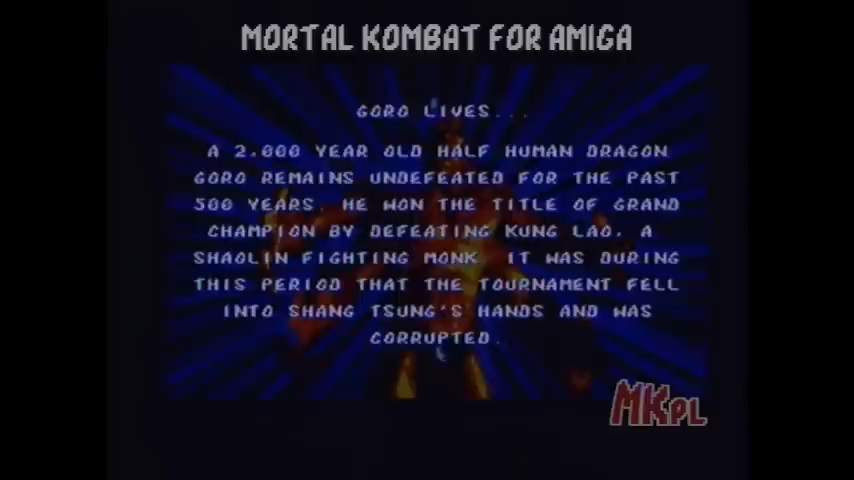 MORTAL KOMBAT FOR AMIGA
GORO LIVES...
A 2,000 YEAR OLD HALF HUMAN DRAGON
GORO REMAINS UNDEFEATED FOR THE PAST
500 YEARS. HE WON THE TITLE OF GRAND
CHAMPION BY DEFEATING KUNG LAO, A
SHAOLIN FIGHTING MONK. IT WAS DURING
THIS PERIOD THAT THE TOURNAMENT FELL
INTO SHANG TSUNG'S HANDS AND WAS
CORRUPTED.
MKPL